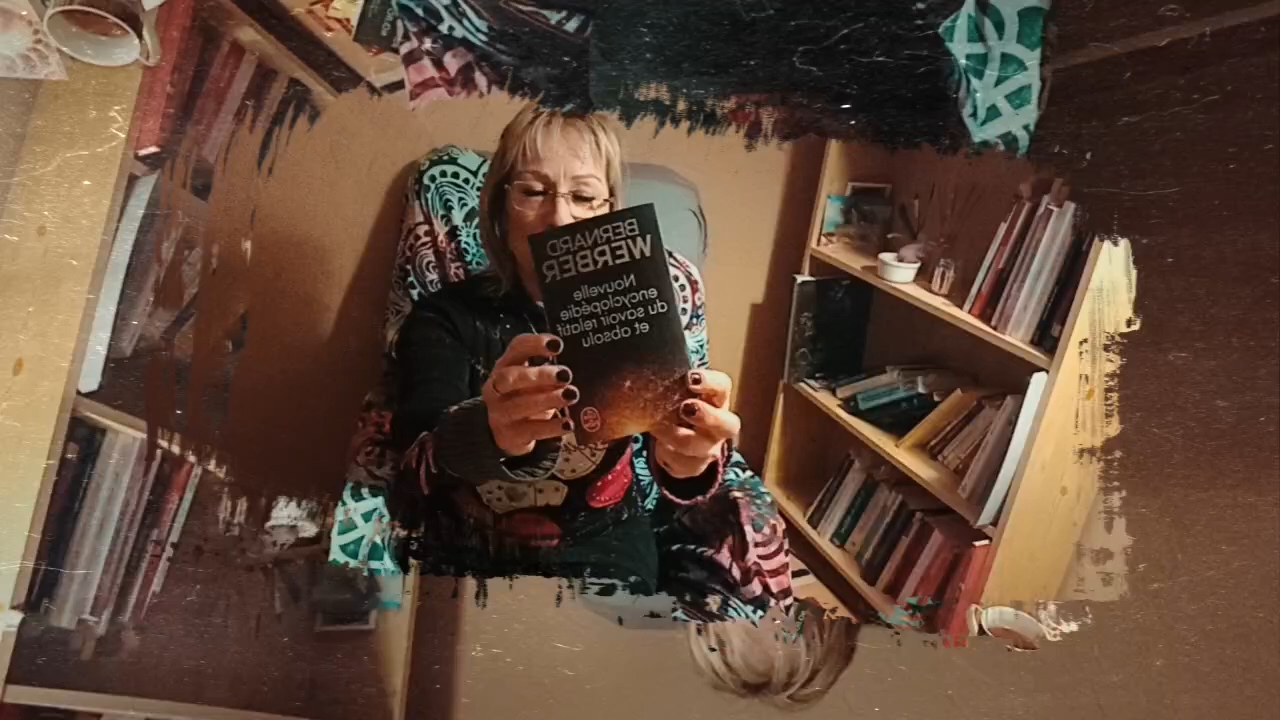 BERNARD
WERBER
Nouvelle
encyclopédie
du savoir relatif
et absolu